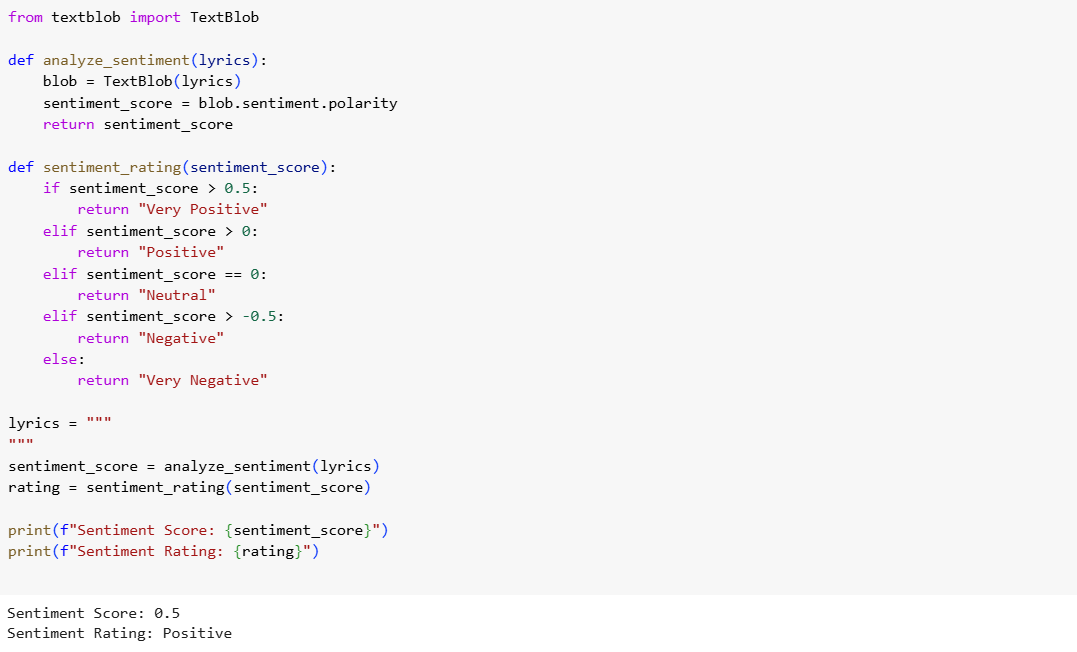 from textblob import TextBlob
def analyze_sentiment(lyrics):
    blob = TextBlob(lyrics)
    sentiment_score = blob.sentiment.polarity
    return sentiment_score
def sentiment_rating(sentiment_score):
    if sentiment_score > 0.5:
        return "Very Positive"
    elif sentiment_score > 0:
        return "Positive"
    elif sentiment_score == 0:
        return "Neutral"
    elif sentiment_score > -0.5:
        return "Negative"
    else:
        return "Very Negative"
lyrics = """
"""
sentiment_score = analyze_sentiment(lyrics)
rating = sentiment_rating(sentiment_score)
print(f"Sentiment Score: {sentiment_score}")
print(f"Sentiment Rating: {rating}")
Sentiment Score: 0.5
Sentiment Rating: Positive